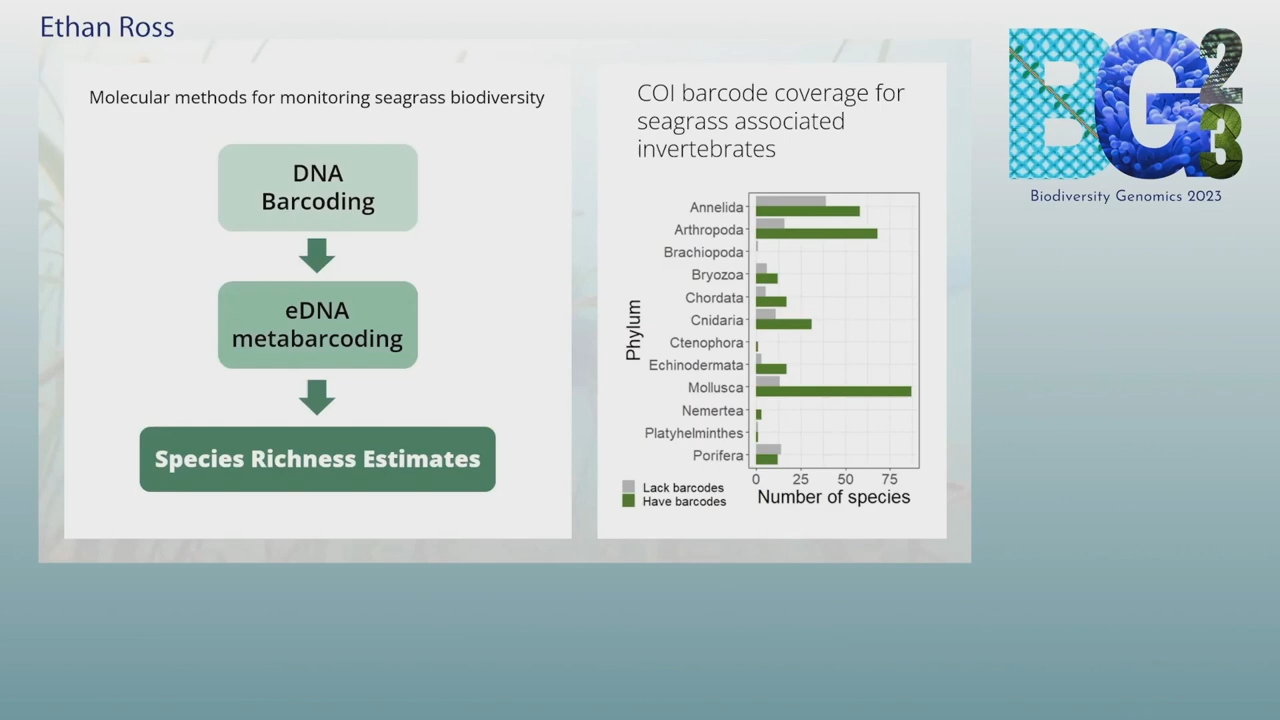 Ethan Ross
Molecular methods for monitoring seagrass biodiversity
DNA
Barcoding
eDNA
metabarcoding
Species Richness Estimates
COI barcode coverage for
seagrass associated
invertebrates
Phylum
Annelida
Arthropoda
Brachiopoda
Bryozoa
Chordata
Cnidaria
Ctenophora
Echinodermata
Mollusca
Nemertea
Platyhelminthes
Porifera
0 25 50 75
Number of species
Lack barcodes
Have barcodes
BG23
Biodiversity Genomics 2023